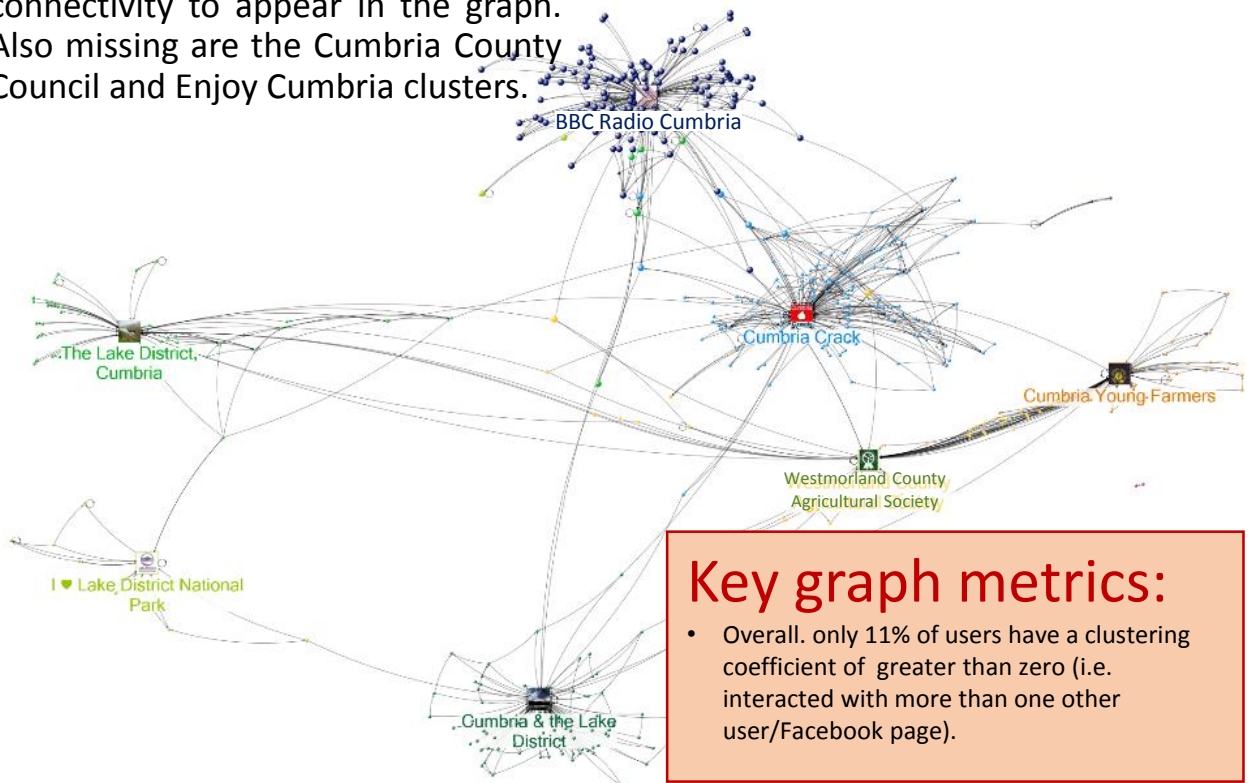 connectivity to appear in the graph.
Also missing are the Cumbria County
Council and Enjoy Cumbria clusters.
BBC Radio Cumbria
Cumbria Crack
The Lake District,
Cumbria
Cumbria Young Farmers
Westmorland County
Agricultural Society
I ♥ Lake District National
Park
Cumbria & the Lake
District
Key graph metrics:
• Overall. only 11% of users have a clustering
coefficient of greater than zero (i.e.
interacted with more than one other
user/Facebook page).